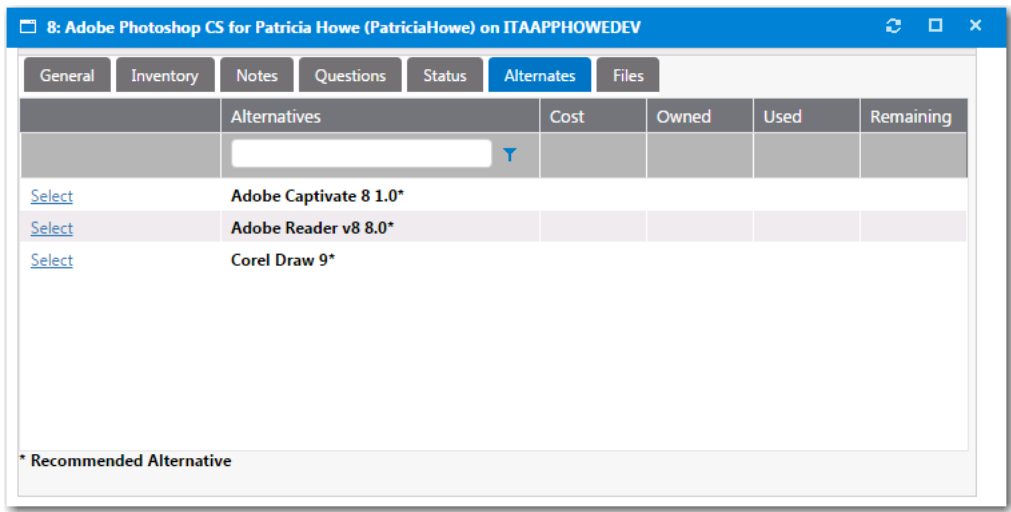 8: Adobe Photoshop CS for Patricia Howe (PatriciaHowe) on ITAAPPHOWEDEV
General Inventory Notes Questions Status Alternates Files
Alternatives Cost Owned Used Remaining
Select Adobe Captivate 8 1.0*
Select Adobe Reader v8 8.0*
Select Corel Draw 9*
* Recommended Alternative